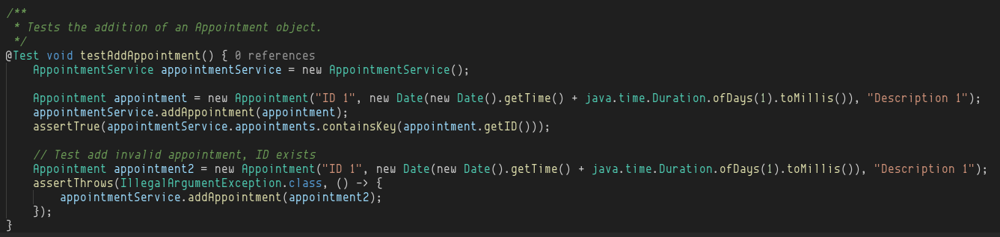 /**
 * Tests the addition of an Appointment object.
 */
@Test void testAddAppointment() { 0 references
    AppointmentService appointmentService = new AppointmentService();

    Appointment appointment = new Appointment("ID 1", new Date(new Date().getTime() + java.time.Duration.ofDays(1).toMillis()), "Description 1");
    appointmentService.addAppointment(appointment);
    assertTrue(appointmentService.appointments.containsKey(appointment.getID()));

    // Test add invalid appointment, ID exists
    Appointment appointment2 = new Appointment("ID 1", new Date(new Date().getTime() + java.time.Duration.ofDays(1).toMillis()), "Description 1");
    assertThrows(IllegalArgumentException.class, () -> {
        appointmentService.addAppointment(appointment2);
    });
}